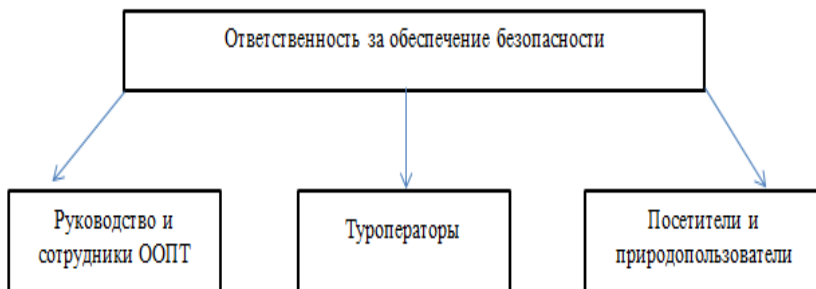 Ответственность за обеспечение безопасности
Руководство и
сотрудники ООПТ
Туроператоры
Посетители и
природопользователи